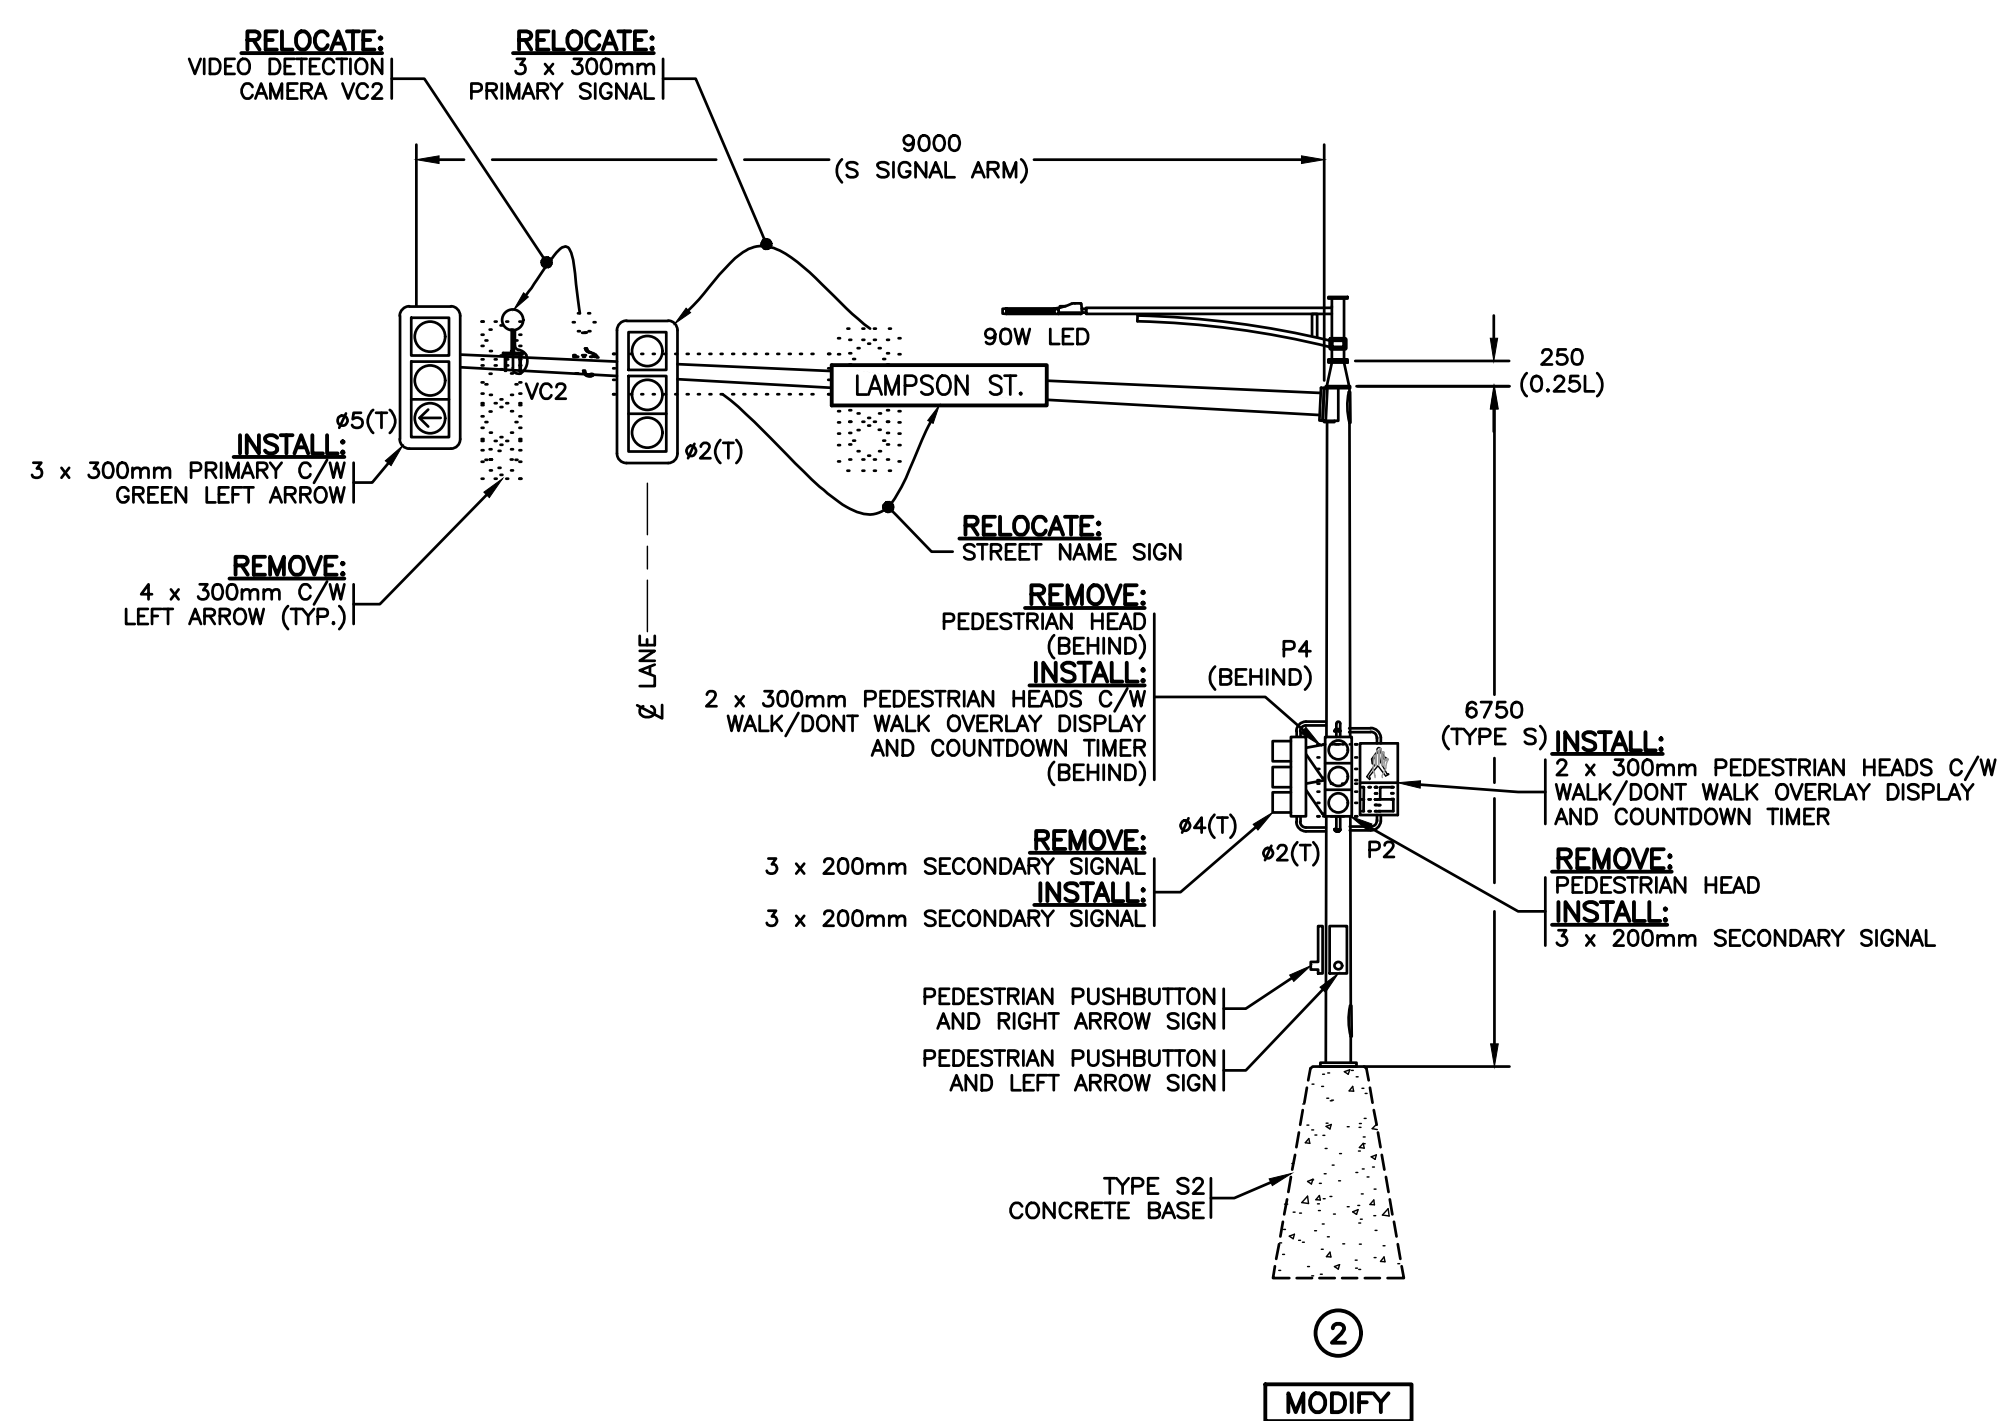 RELOCATE:
VIDEO DETECTION
CAMERA VC2
RELOCATE:
3 x 300mm
PRIMARY SIGNAL
9000
(S SIGNAL ARM)
90W LED
250
(0.25L)
LAMPSON ST.
VC2
ø5(T)
ø2(T)
INSTALL:
3 x 300mm PRIMARY C/W
GREEN LEFT ARROW
REMOVE:
4 x 300mm C/W
LEFT ARROW (TYP.)
RELOCATE:
STREET NAME SIGN
℄ LANE
REMOVE:
PEDESTRIAN HEAD
(BEHIND)
INSTALL:
2 x 300mm PEDESTRIAN HEADS C/W
WALK/DONT WALK OVERLAY DISPLAY
AND COUNTDOWN TIMER
(BEHIND)
P4
(BEHIND)
6750
(TYPE S)
INSTALL:
2 x 300mm PEDESTRIAN HEADS C/W
WALK/DONT WALK OVERLAY DISPLAY
AND COUNTDOWN TIMER
ø4(T)
ø2(T)
P2
REMOVE:
3 x 200mm SECONDARY SIGNAL
INSTALL:
3 x 200mm SECONDARY SIGNAL
REMOVE:
PEDESTRIAN HEAD
INSTALL:
3 x 200mm SECONDARY SIGNAL
PEDESTRIAN PUSHBUTTON
AND RIGHT ARROW SIGN
PEDESTRIAN PUSHBUTTON
AND LEFT ARROW SIGN
TYPE S2
CONCRETE BASE
2
MODIFY